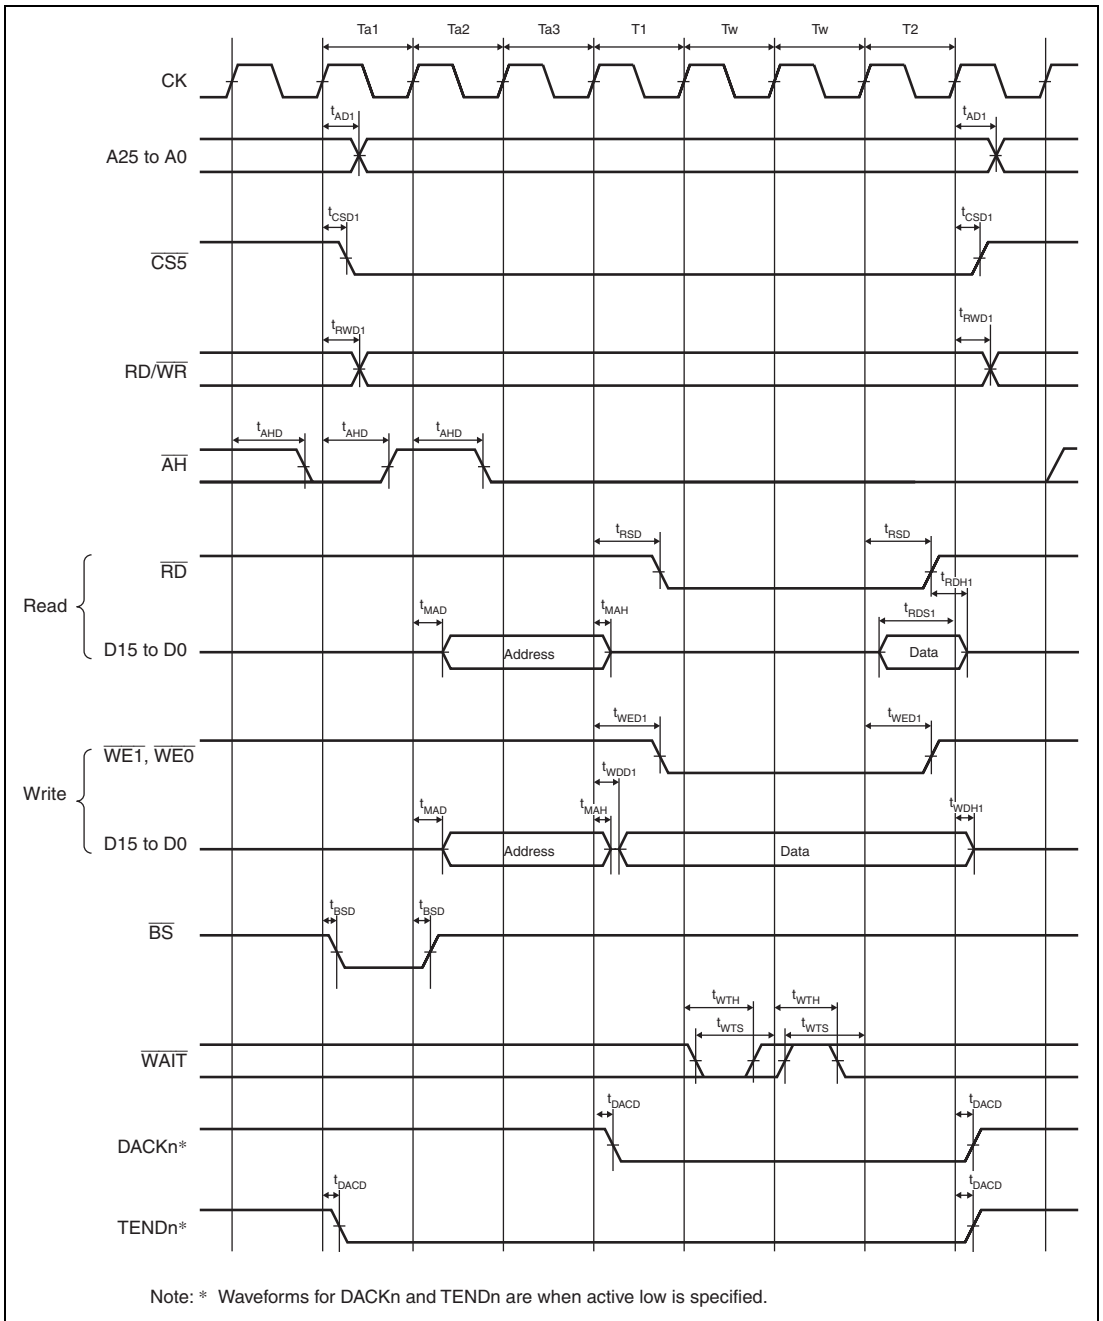 Ta1 Ta2 Ta3 T1 Tw Tw T2
CK
tAD1 tAD1
A25 to A0
tCSD1 tCSD1
CS5
tRWD1 tRWD1
RD/WR
tAHD tAHD tAHD
AH
tRSD tRSD
RD
tRDH1
Read
tMAD tMAH tRDS1
D15 to D0 Address Data
tWED1 tWED1
WE1, WE0
tWDD1
Write
tMAD tMAH tWDH1
D15 to D0 Address Data
tBSD tBSD
BS
tWTH tWTH
tWTS tWTS
WAIT
tDACD tDACD
DACKn*
tDACD tDACD
TENDn*
Note: * Waveforms for DACKn and TENDn are when active low is specified.